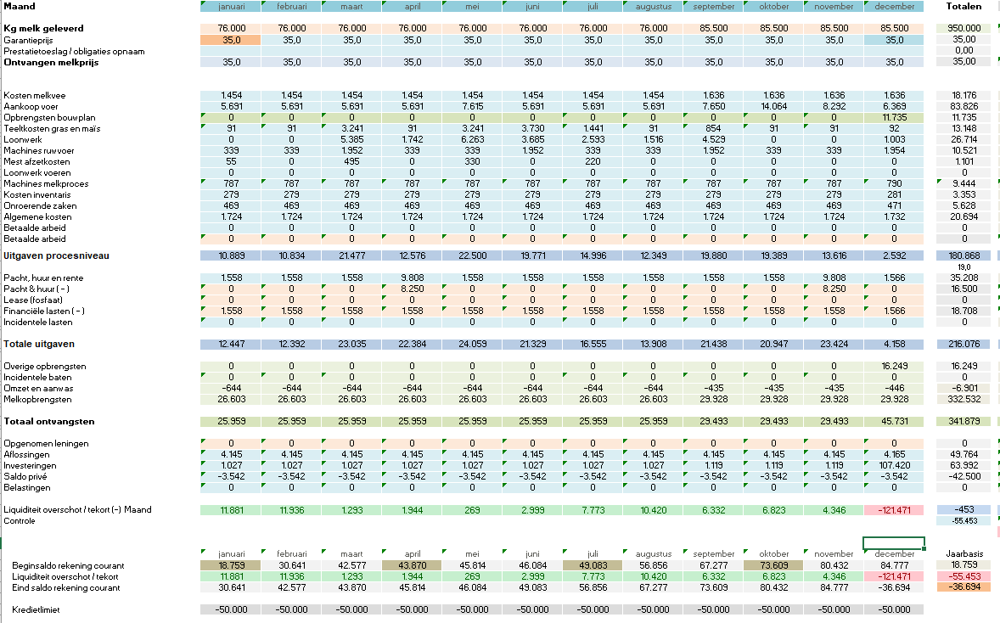 Maand januari februari maart april mei juni juli augustus september oktober november december Totalen
Kg melk geleverd 76.000 76.000 76.000 76.000 76.000 76.000 76.000 76.000 85.500 85.500 85.500 85.500 950.000
Garantieprijs 35,0 35,0 35,0 35,0 35,0 35,0 35,0 35,0 35,0 35,0 35,0 35,0 35,00
Prestatietoeslag / obligaties opnaam 0,00
Ontvangen melkprijs 35,0 35,0 35,0 35,0 35,0 35,0 35,0 35,0 35,0 35,0 35,0 35,0 35,00
Kosten melkvee 1.454 1.454 1.454 1.454 1.454 1.454 1.454 1.454 1.636 1.636 1.636 1.636 18.176
Aankoop voer 5.691 5.691 5.691 5.691 7.615 5.691 5.691 5.691 7.650 14.064 8.292 6.369 83.826
Opbrengsten bouwplan 0 0 0 0 0 0 0 0 0 0 0 11.735 11.735
Teeltkosten gras en maïs 91 91 3.241 91 3.241 3.730 1.441 91 854 91 91 92 13.148
Loonwerk 0 0 5.385 1.742 6.263 3.685 2.593 1.516 4.529 0 0 1.003 26.714
Machines ruwvoer 339 339 1.952 339 339 1.952 339 339 1.952 339 339 1.954 10.521
Mest afzetkosten 55 0 495 0 330 0 220 0 0 0 0 0 1.101
Loonwerk voeren 0 0 0 0 0 0 0 0 0 0 0 0 0
Machines melkproces 787 787 787 787 787 787 787 787 787 787 787 790 9.444
Kosten inventaris 279 279 279 279 279 279 279 279 279 279 279 281 3.353
Onroerende zaken 469 469 469 469 469 469 469 469 469 469 469 471 5.628
Algemene kosten 1.724 1.724 1.724 1.724 1.724 1.724 1.724 1.724 1.724 1.724 1.724 1.732 20.694
Betaalde arbeid 0 0 0 0 0 0 0 0 0 0 0 0 0
Betaalde arbeid 0 0 0 0 0 0 0 0 0 0 0 0 0
Uitgaven procesniveau 10.889 10.834 21.477 12.576 22.500 19.771 14.996 12.349 19.880 19.389 13.616 2.592 180.868
19,0
Pacht, huur en rente 1.558 1.558 1.558 9.808 1.558 1.558 1.558 1.558 1.558 1.558 9.808 1.566 35.208
Pacht & huur ( - ) 0 0 0 8.250 0 0 0 0 0 0 8.250 0 16.500
Lease (fosfaat) 0 0 0 0 0 0 0 0 0 0 0 0 0
Financiële lasten ( - ) 1.558 1.558 1.558 1.558 1.558 1.558 1.558 1.558 1.558 1.558 1.558 1.566 18.708
Incidentele lasten 0 0 0 0 0 0 0 0 0 0 0 0 0
Totale uitgaven 12.447 12.392 23.035 22.384 24.059 21.329 16.555 13.908 21.438 20.947 23.424 4.158 216.076
Overige opbrengsten 0 0 0 0 0 0 0 0 0 0 0 16.249 16.249
Incidentele baten 0 0 0 0 0 0 0 0 0 0 0 0 0
Omzet en aanwas -644 -644 -644 -644 -644 -644 -644 -644 -435 -435 -435 -446 -6.901
Melkopbrengsten 26.603 26.603 26.603 26.603 26.603 26.603 26.603 26.603 29.928 29.928 29.928 29.928 332.532
Totaal ontvangsten 25.959 25.959 25.959 25.959 25.959 25.959 25.959 25.959 29.493 29.493 29.493 45.731 341.879
Opgenomen leningen 0 0 0 0 0 0 0 0 0 0 0 0 0
Aflossingen 4.145 4.145 4.145 4.145 4.145 4.145 4.145 4.145 4.145 4.145 4.145 4.165 49.764
Investeringen 1.027 1.027 1.027 1.027 1.027 1.027 1.027 1.027 1.119 1.119 1.119 107.420 63.992
Saldo privé -3.542 -3.542 -3.542 -3.542 -3.542 -3.542 -3.542 -3.542 -3.542 -3.542 -3.542 -3.542 -42.500
Belastingen 0 0 0 0 0 0 0 0 0 0 0 0 0
Liquiditeit overschot / tekort (-) Maand 11.881 11.936 1.293 1.944 269 2.999 7.773 10.420 6.332 6.823 4.346 -121.471 -453
Controle -55.453
januari februari maart april mei juni juli augustus september oktober november december Jaarbasis
Beginsaldo rekening courant 18.759 30.641 42.577 43.870 45.814 46.084 49.083 56.856 67.277 73.609 80.432 84.777 18.759
Liquiditeit overschot / tekort 11.881 11.936 1.293 1.944 269 2.999 7.773 10.420 6.332 6.823 4.346 -121.471 -55.453
Eind saldo rekening courant 30.641 42.577 43.870 45.814 46.084 49.083 56.856 67.277 73.609 80.432 84.777 -36.694 -36.694
Kredietlimiet -50.000 -50.000 -50.000 -50.000 -50.000 -50.000 -50.000 -50.000 -50.000 -50.000 -50.000 -50.000